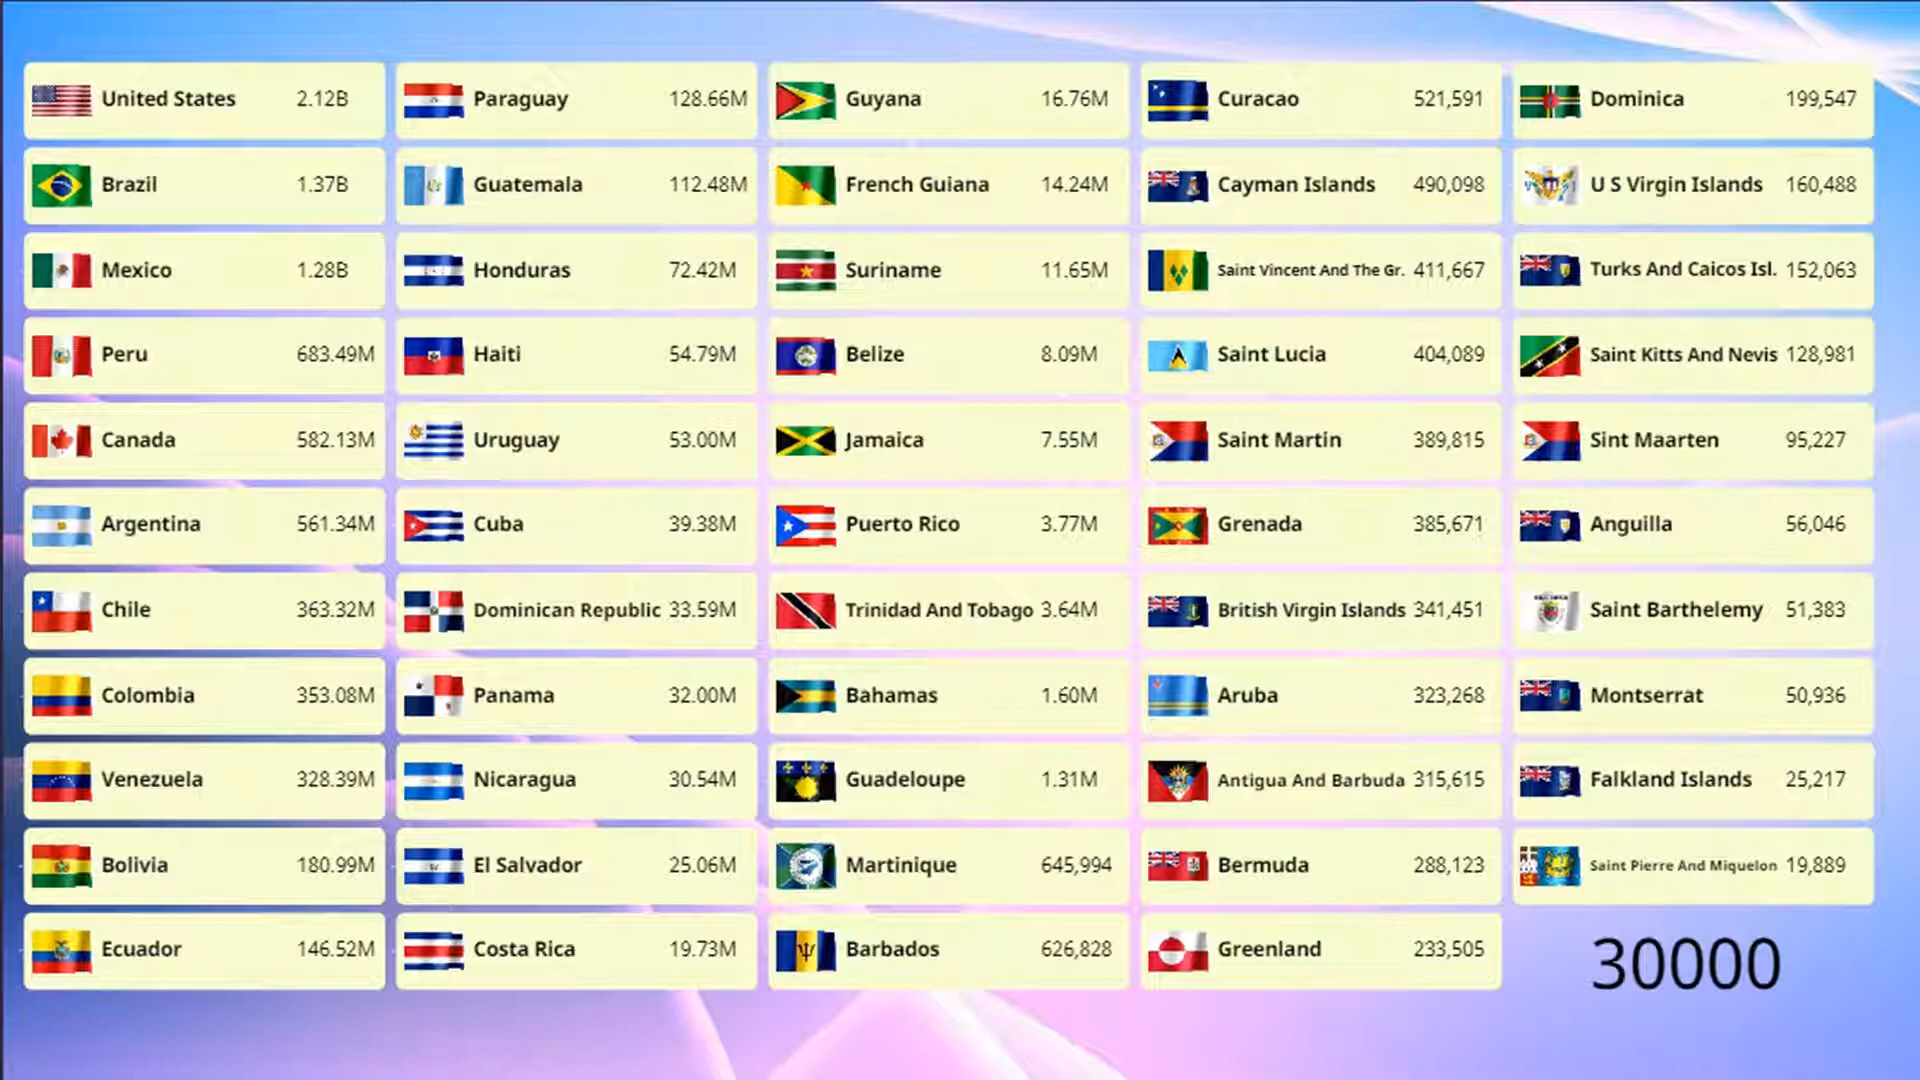 United States 2.12B
Brazil 1.37B
Mexico 1.28B
Peru 683.49M
Canada 582.13M
Argentina 561.34M
Chile 363.32M
Colombia 353.08M
Venezuela 328.39M
Bolivia 180.99M
Ecuador 146.52M
Paraguay 128.66M
Guatemala 112.48M
Honduras 72.42M
Haiti 54.79M
Uruguay 53.00M
Cuba 39.38M
Dominican Republic 33.59M
Panama 32.00M
Nicaragua 30.54M
El Salvador 25.06M
Costa Rica 19.73M
Guyana 16.76M
French Guiana 14.24M
Suriname 11.65M
Belize 8.09M
Jamaica 7.55M
Puerto Rico 3.77M
Trinidad And Tobago 3.64M
Bahamas 1.60M
Guadeloupe 1.31M
Martinique 645,994
Barbados 626,828
Curacao 521,591
Cayman Islands 490,098
Saint Vincent And The Gr. 411,667
Saint Lucia 404,089
Saint Martin 389,815
Grenada 385,671
British Virgin Islands 341,451
Aruba 323,268
Antigua And Barbuda 315,615
Bermuda 288,123
Greenland 233,505
Dominica 199,547
U S Virgin Islands 160,488
Turks And Caicos Isl. 152,063
Saint Kitts And Nevis 128,981
Sint Maarten 95,227
Anguilla 56,046
Saint Barthelemy 51,383
Montserrat 50,936
Falkland Islands 25,217
Saint Pierre And Miquelon 19,889
30000